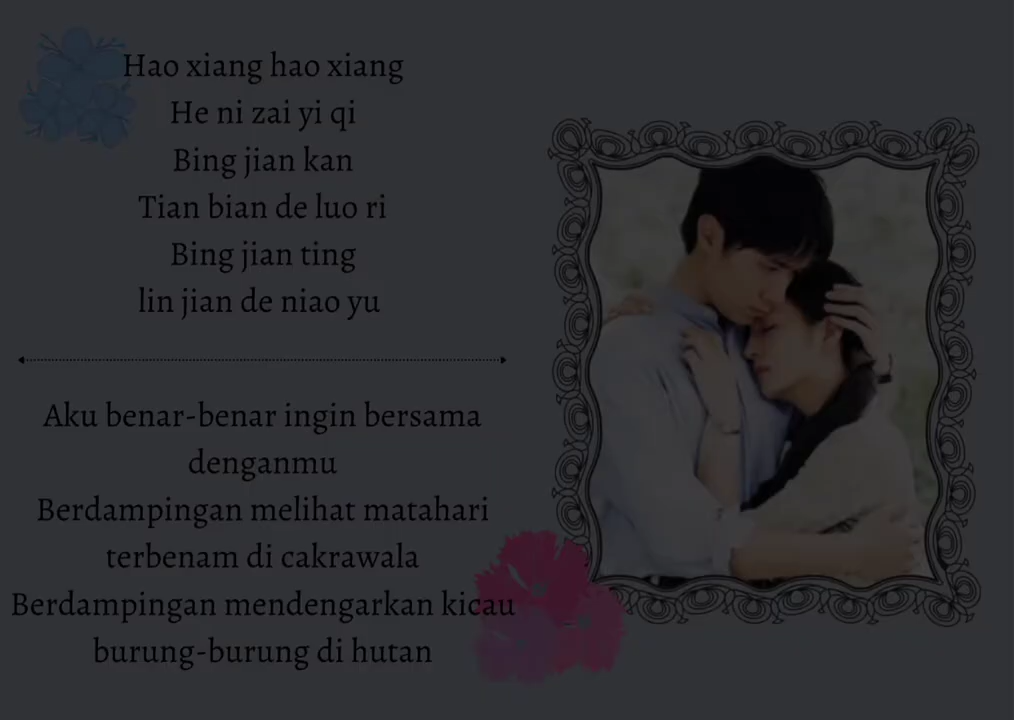 Hao xiang hao xiang
He ni zai yi qi
Bing jian kan
Tian bian de luo ri
Bing jian ting
lin jian de niao yu
Aku benar-benar ingin bersama
denganmu
Berdampingan melihat matahari
terbenam di cakrawala
Berdampingan mendengarkan kicau
burung-burung di hutan